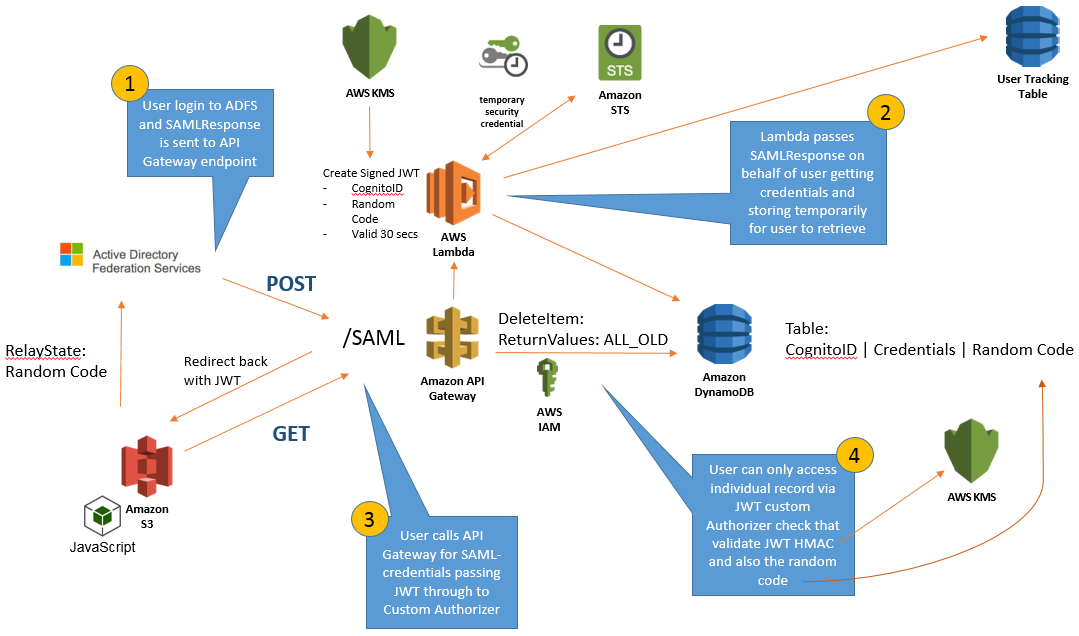 AWS KMS
temporary
security
credential
STS
Amazon
STS
User Tracking
Table
1
User login to ADFS
and SAMLResponse
is sent to API
Gateway endpoint
2
Lambda passes
SAMLResponse on
behalf of user getting
credentials and
storing temporarily
for user to retrieve
Create Signed JWT
- CognitoID
- Random
Code
- Valid 30 secs
AWS
Lambda
Active Directory
Federation Services
POST
/SAML
Amazon API
Gateway
DeleteItem:
ReturnValues: ALL_OLD
AWS
IAM
Amazon
DynamoDB
Table:
CognitoID | Credentials | Random Code
RelayState:
Random Code
Redirect back
with JWT
GET
Amazon
S3
JavaScript
3
User calls API
Gateway for SAML-
credentials passing
JWT through to
Custom Authorizer
4
User can only access
individual record via
JWT custom
Authorizer check that
validate JWT HMAC
and also the random
code
AWS KMS